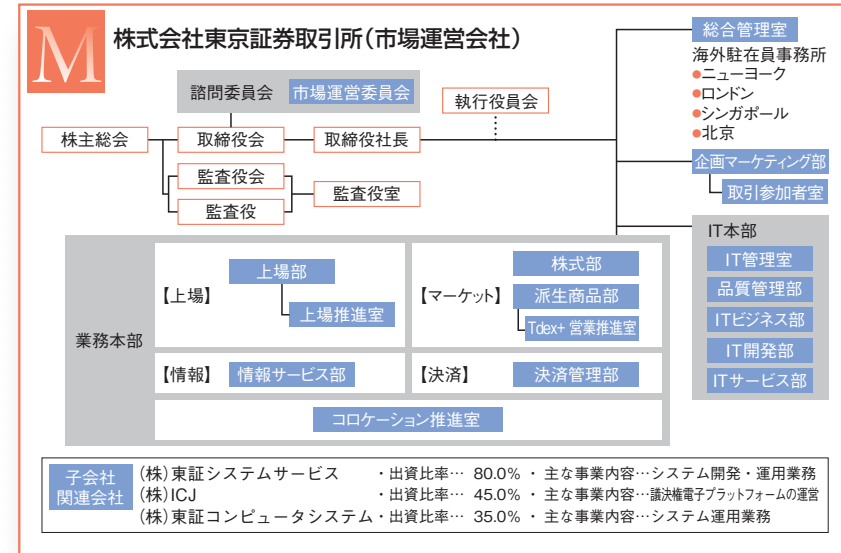 M
株式会社東京証券取引所(市場運営会社)
諮問委員会
市場運営委員会
執行役員会
株主総会
取締役会
取締役社長
監査役会
監査役
監査役室
総合管理室
海外駐在員事務所
●ニューヨーク
●ロンドン
●シンガポール
●北京
企画マーケティング部
取引参加者室
IT本部
IT管理室
品質管理部
ITビジネス部
IT開発部
ITサービス部
業務本部
【上場】
上場部
上場推進室
【マーケット】
株式部
派生商品部
Tdex+ 営業推進室
【情報】
情報サービス部
【決済】
決済管理部
コロケーション推進室
子会社
関連会社
(株)東証システムサービス ・出資比率… 80.0% ・ 主な事業内容…システム開発・運用業務
(株)ICJ ・出資比率… 45.0% ・ 主な事業内容…議決権電子プラットフォームの運営
(株)東証コンピュータシステム・出資比率… 35.0% ・ 主な事業内容…システム運用業務